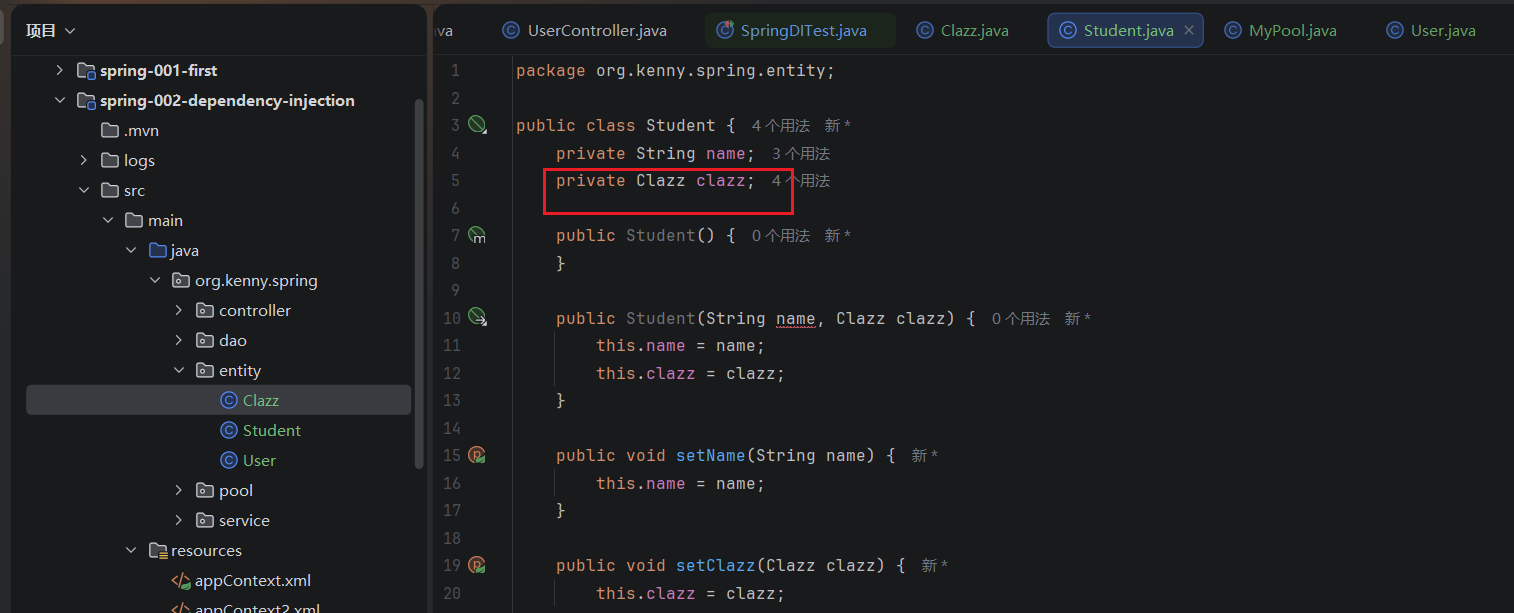 项目
va
UserController.java
SpringDITest.java
Clazz.java
Student.java
MyPool.java
User.java
spring-001-first
spring-002-dependency-injection
.mvn
logs
src
main
java
org.kenny.spring
controller
dao
entity
Clazz
Student
User
pool
service
resources
appContext.xml
appContext2.xml
1 package org.kenny.spring.entity;
2
3 public class Student { 4 个用法 新 *
4 private String name; 3 个用法
5 private Clazz clazz; 4 个用法
6
7 public Student() { 0 个用法 新 *
8 }
9
10 public Student(String name, Clazz clazz) { 0 个用法 新 *
11 this.name = name;
12 this.clazz = clazz;
13 }
14
15 public void setName(String name) { 新 *
16 this.name = name;
17 }
18
19 public void setClazz(Clazz clazz) { 新 *
20 this.clazz = clazz;